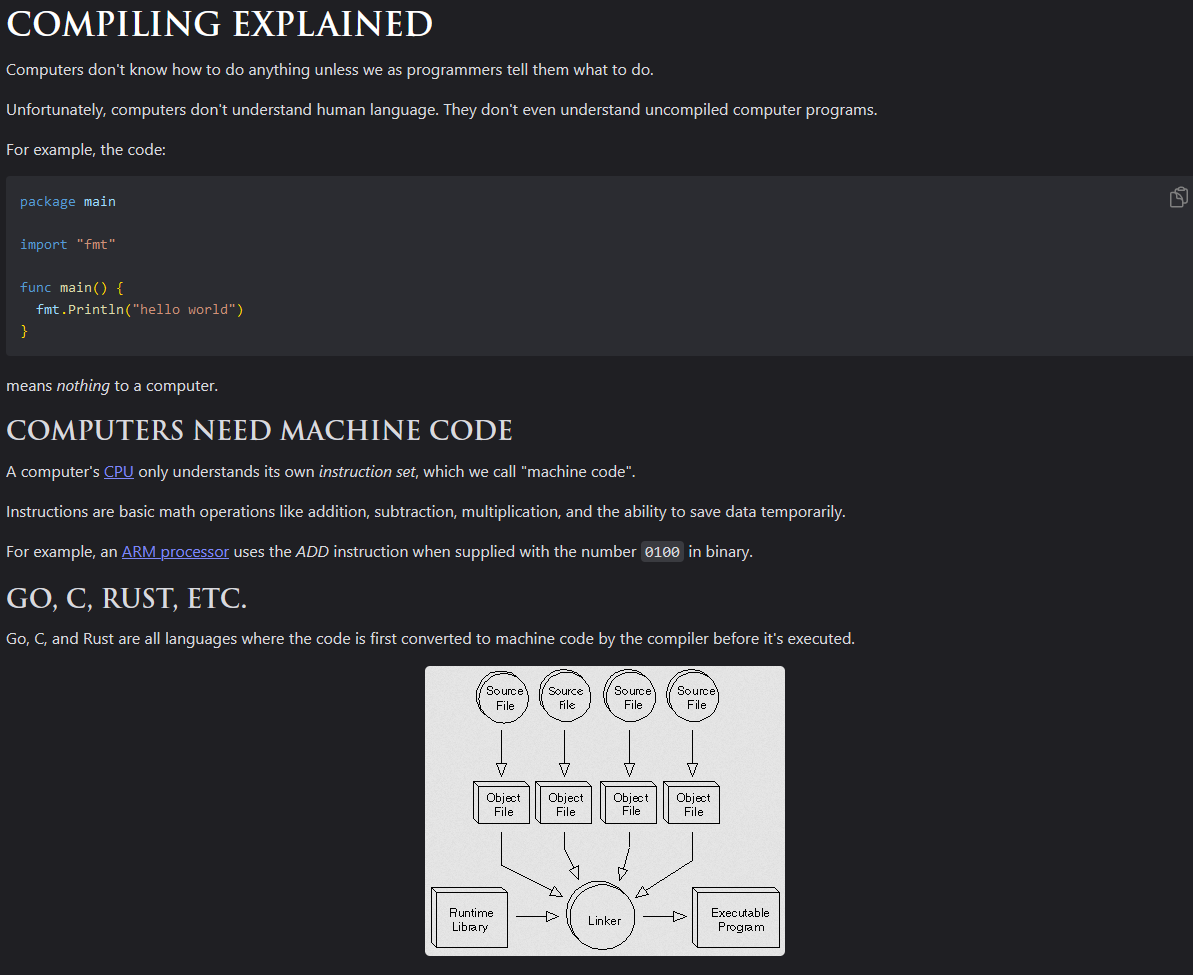 COMPILING EXPLAINED
Computers don't know how to do anything unless we as programmers tell them what to do.
Unfortunately, computers don't understand human language. They don't even understand uncompiled computer programs.
For example, the code:
package main
import "fmt"
func main() {
  fmt.Println("hello world")
}
means nothing to a computer.
COMPUTERS NEED MACHINE CODE
A computer's CPU only understands its own instruction set, which we call "machine code".
Instructions are basic math operations like addition, subtraction, multiplication, and the ability to save data temporarily.
For example, an ARM processor uses the ADD instruction when supplied with the number 0100 in binary.
GO, C, RUST, ETC.
Go, C, and Rust are all languages where the code is first converted to machine code by the compiler before it's executed.
Source Source Source Source
File File File File
Object Object Object Object
File File File File
Runtime Executable
Library Linker Program